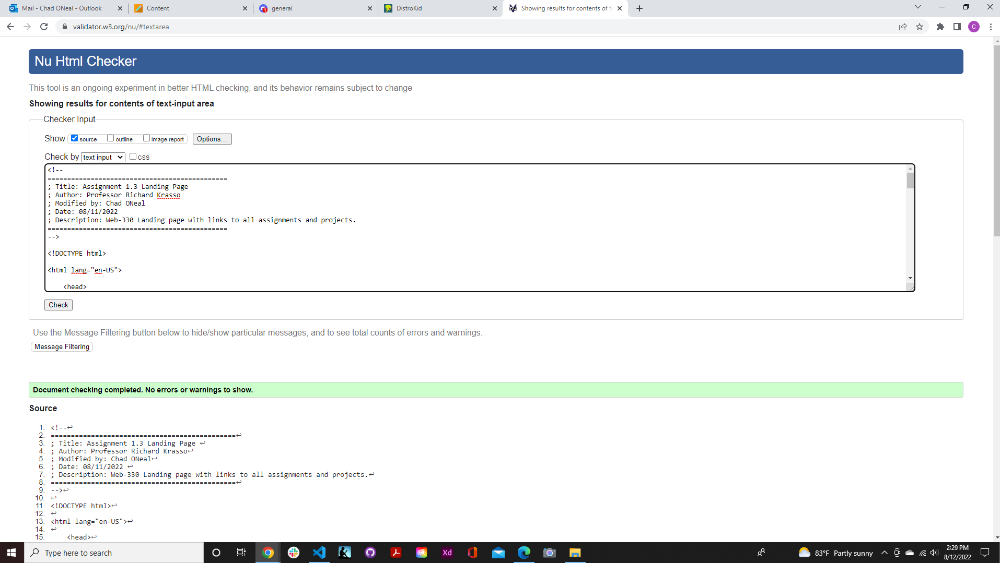 Mail - Chad ONeal - Outlook
Content
general
DistroKid
Showing results for contents of t
validator.w3.org/nu/#textarea
C
Nu Html Checker
This tool is an ongoing experiment in better HTML checking, and its behavior remains subject to change
Showing results for contents of text-input area
Checker Input
Show source outline image report Options...
Check by text input css
<!--
==============================================
; Title: Assignment 1.3 Landing Page
; Author: Professor Richard Krasso
; Modified by: Chad ONeal
; Date: 08/11/2022
; Description: Web-330 Landing page with links to all assignments and projects.
==============================================
-->
<!DOCTYPE html>
<html lang="en-US">
<head>
Check
Use the Message Filtering button below to hide/show particular messages, and to see total counts of errors and warnings.
Message Filtering
Document checking completed. No errors or warnings to show.
Source
1. <!--↩
2. ==============================================↩
3. ; Title: Assignment 1.3 Landing Page ↩
4. ; Author: Professor Richard Krasso↩
5. ; Modified by: Chad ONeal↩
6. ; Date: 08/11/2022 ↩
7. ; Description: Web-330 Landing page with links to all assignments and projects.↩
8. ==============================================↩
9. -->↩
10. ↩
11. <!DOCTYPE html>↩
12. ↩
13. <html lang="en-US">↩
14. ↩
15. <head>↩
Type here to search
Xd
83°F Partly sunny
2:29 PM
8/12/2022